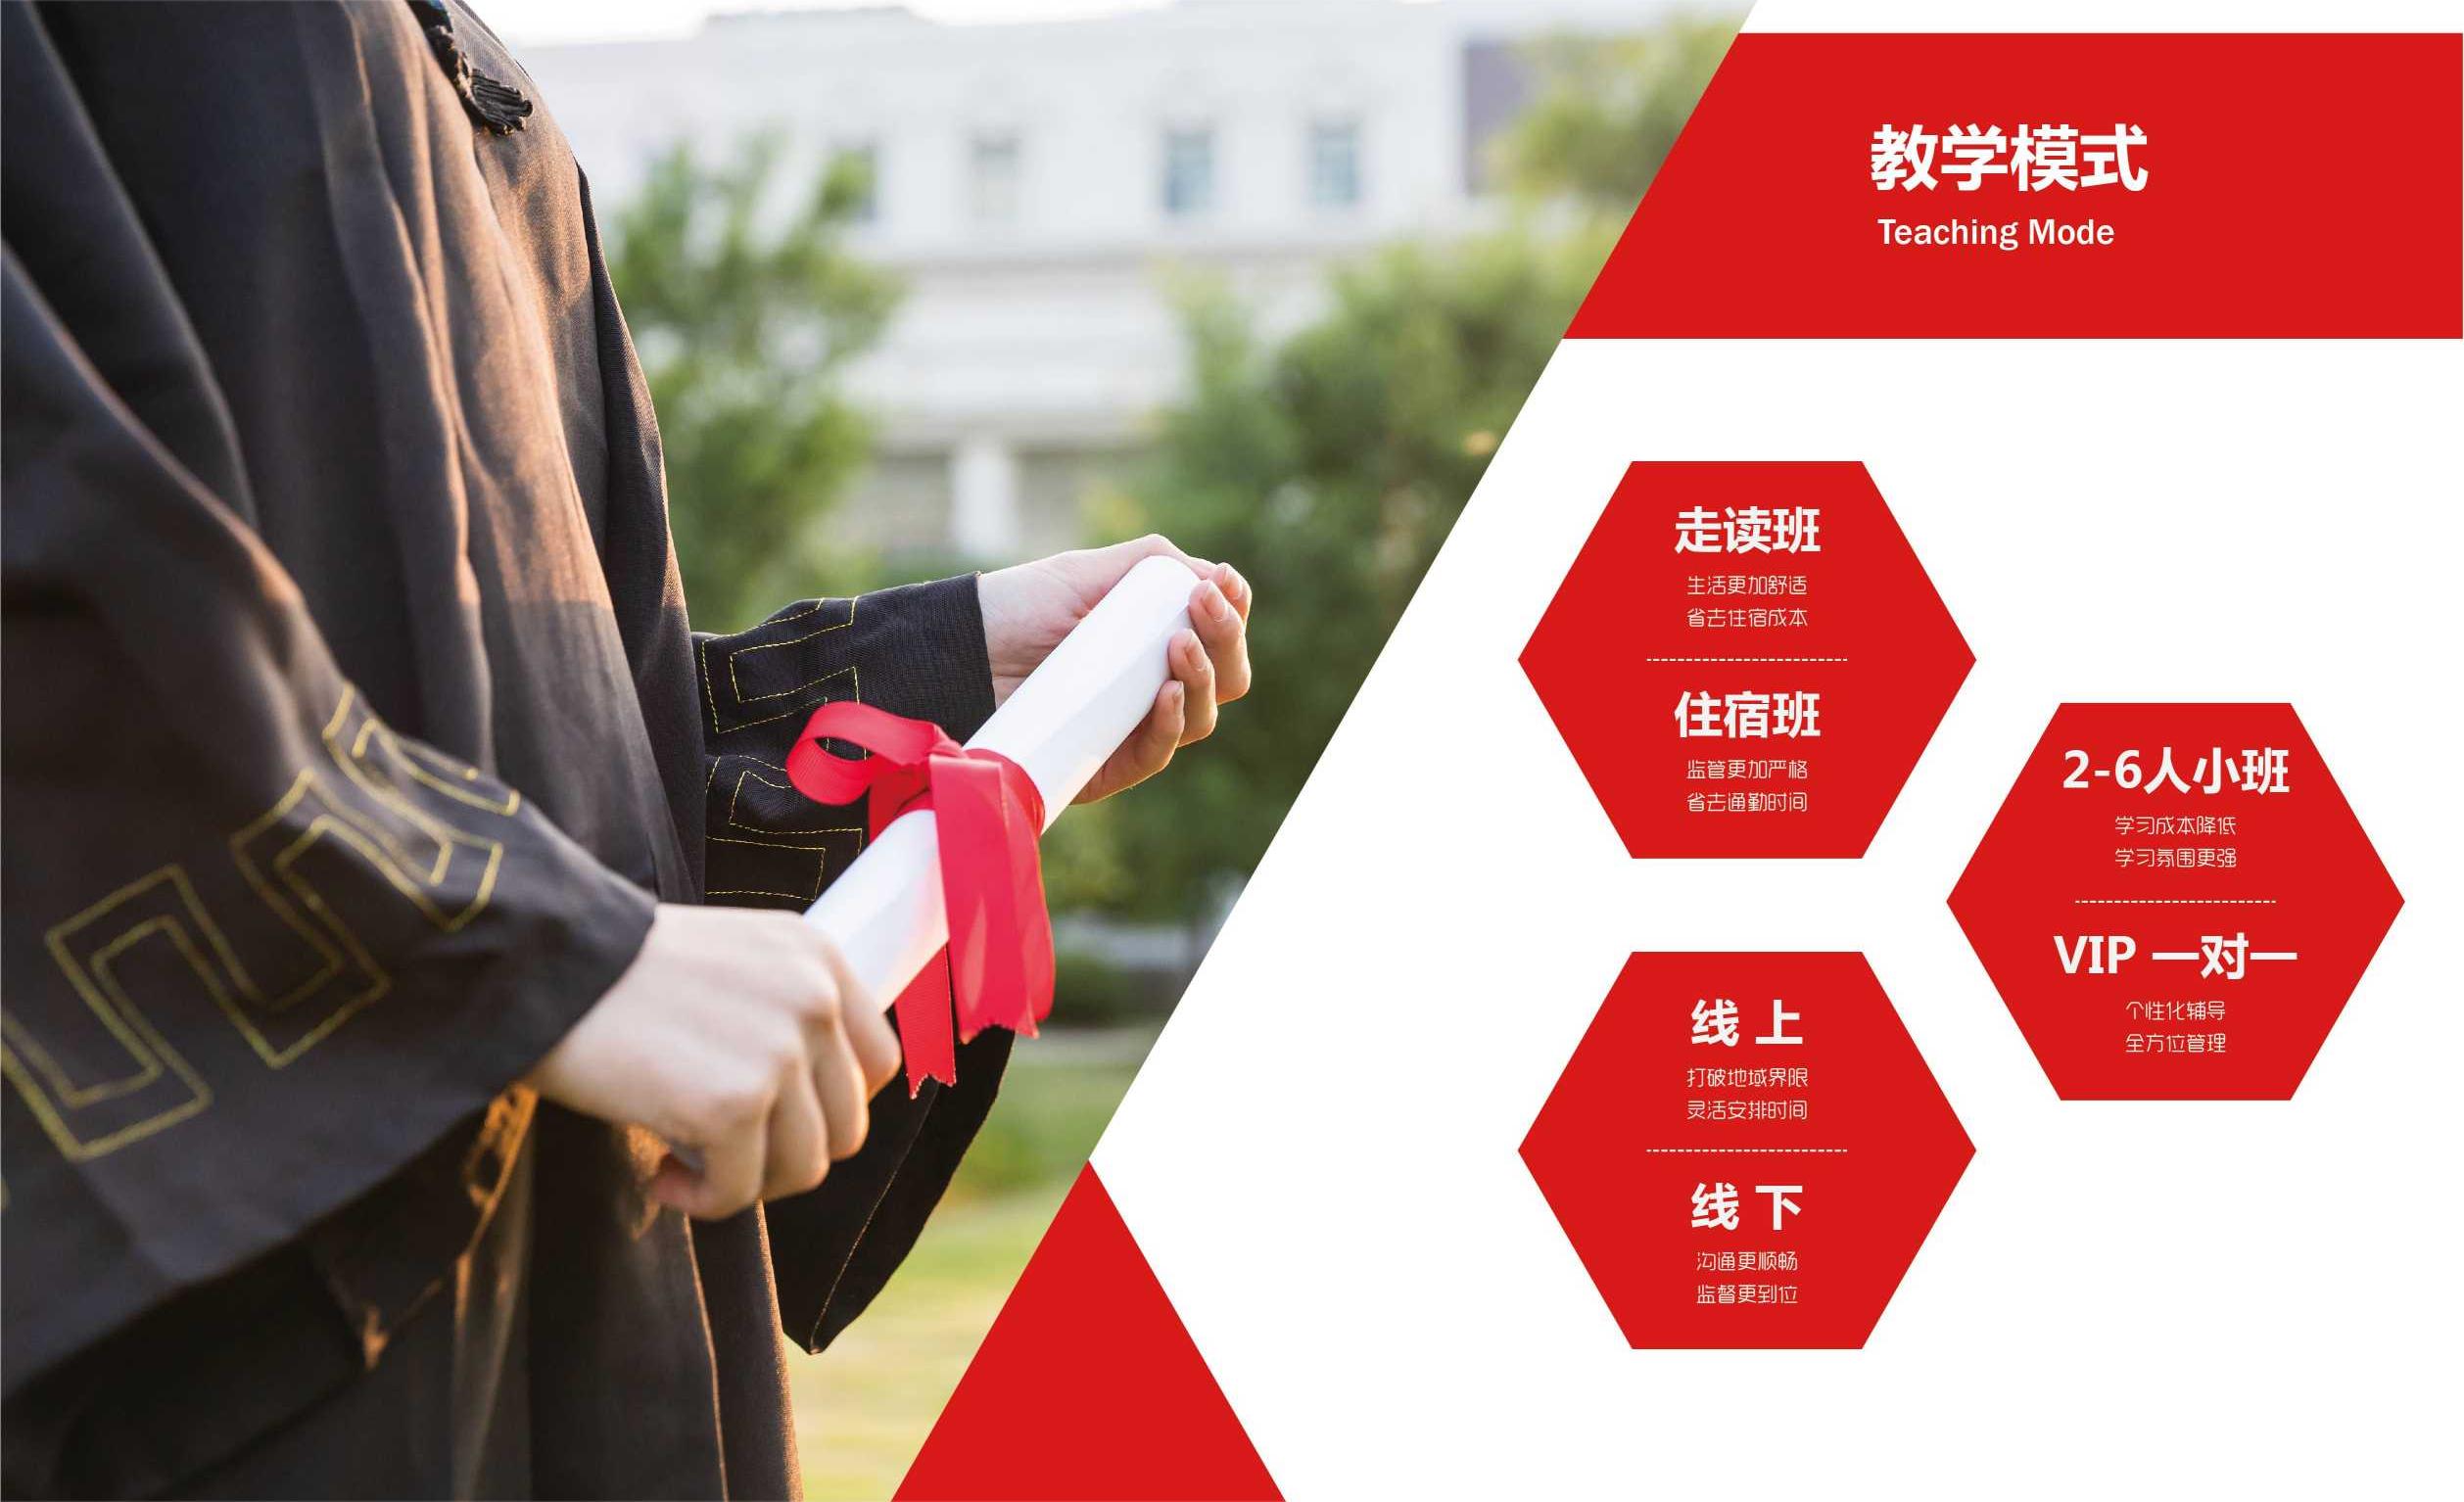 教学模式
Teaching Mode
走读班
生活更加舒适
省去住宿成本
住宿班
监管更加严格
省去通勤时间
2-6人小班
学习成本降低
学习氛围更强
VIP 一对一
个性化辅导
全方位管理
线 上
打破地域界限
灵活安排时间
线 下
沟通更顺畅
监督更到位